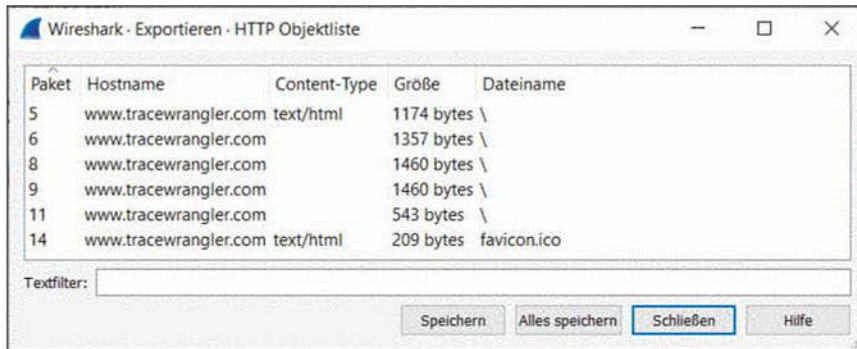 Wireshark · Exportieren · HTTP Objektliste
Paket Hostname Content-Type Größe Dateiname
5 www.tracewrangler.com text/html 1174 bytes \
6 www.tracewrangler.com 1357 bytes \
8 www.tracewrangler.com 1460 bytes \
9 www.tracewrangler.com 1460 bytes \
11 www.tracewrangler.com 543 bytes \
14 www.tracewrangler.com text/html 209 bytes favicon.ico
Textfilter:
Speichern Alles speichern Schließen Hilfe